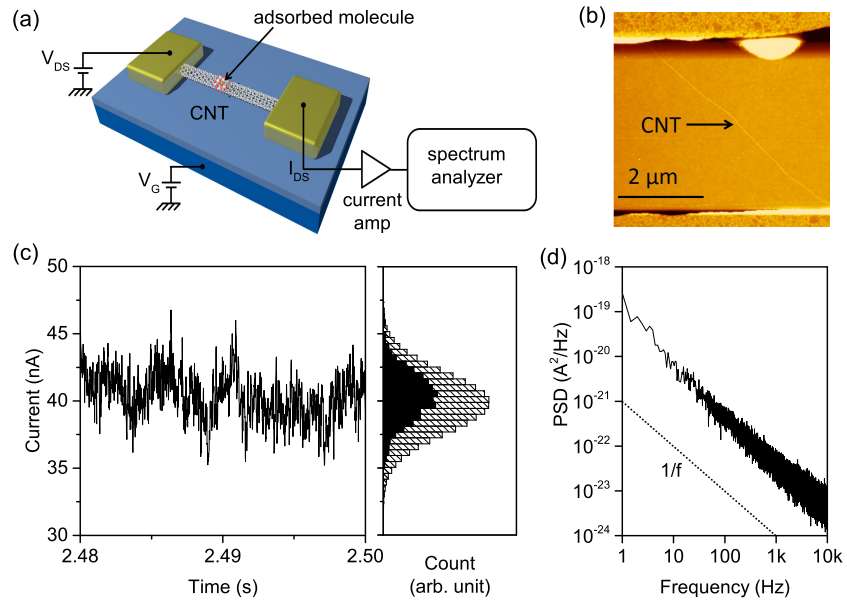 (a)
adsorbed molecule
V_DS
CNT
V_G
I_DS
current
amp
spectrum
analyzer
(b)
CNT
2 μm
(c)
50
45
40
35
30
Current (nA)
2.48
2.49
2.50
Time (s)
Count
(arb. unit)
(d)
10^-18
10^-19
10^-20
10^-21
10^-22
10^-23
10^-24
PSD (A^2/Hz)
1/f
1
10
100
1k
10k
Frequency (Hz)